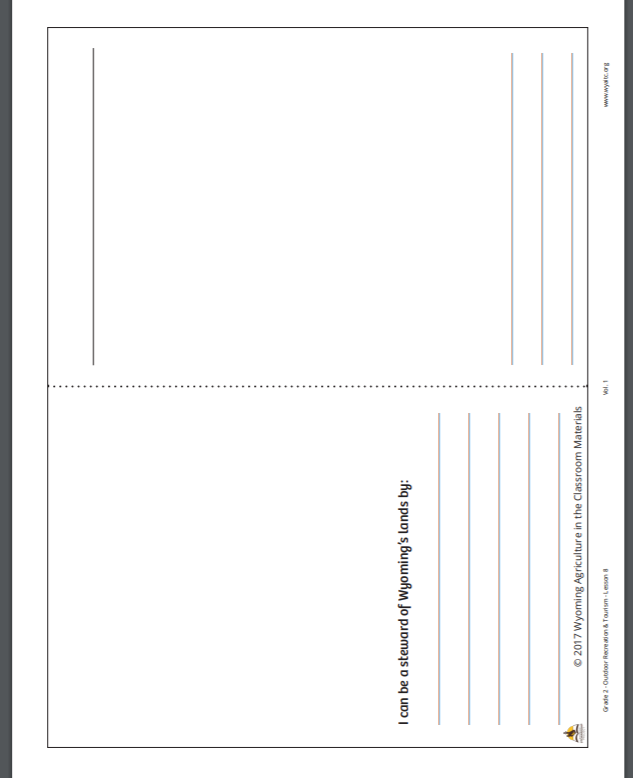 I can be a steward of Wyoming's Lands by:
© 2017 Wyoming Agriculture in the Classroom Materials
Grade 2 - Outdoor Recreation & Tourism - Lesson 8
Vol. 1
www.wyaitc.org